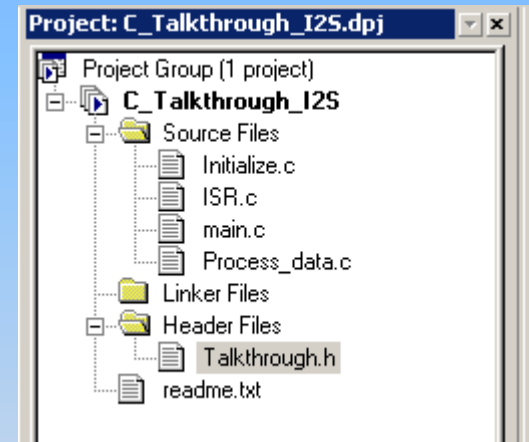 Project: C_Talkthrough_I2S.dpj
Project Group (1 project)
C_Talkthrough_I2S
Source Files
Initialize.c
ISR.c
main.c
Process_data.c
Linker Files
Header Files
Talkthrough.h
readme.txt